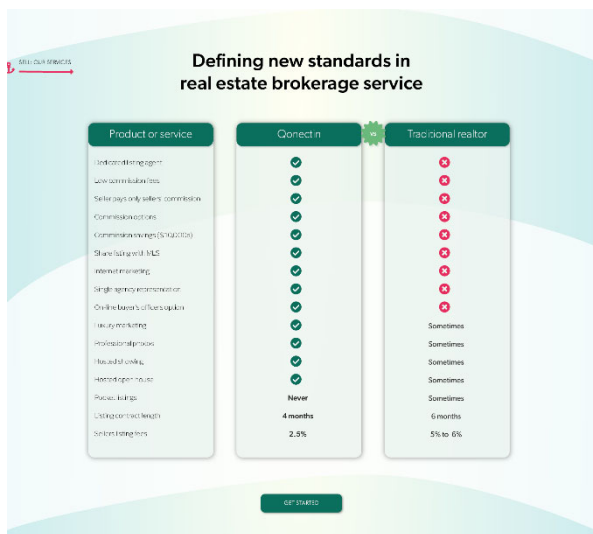 SELL OUR SERVICES
Defining new standards in
real estate brokerage service
Product or service
Qonectin
vs
Traditional realtor
Dedicated listing agent
Low commission fees
Seller pays only sellers' commission
Commission options
Commission savings ($10,000s)
Share listing with MLS
Internet marketing
Single agency representation
On-line buyer's officers option
Luxury marketing Sometimes
Professional photos Sometimes
Hosted showing Sometimes
Hosted open house Sometimes
Pocket listings Never Sometimes
Listing contract length 4 months 6 months
Sellers listing fees 2.5% 5% to 6%
GET STARTED